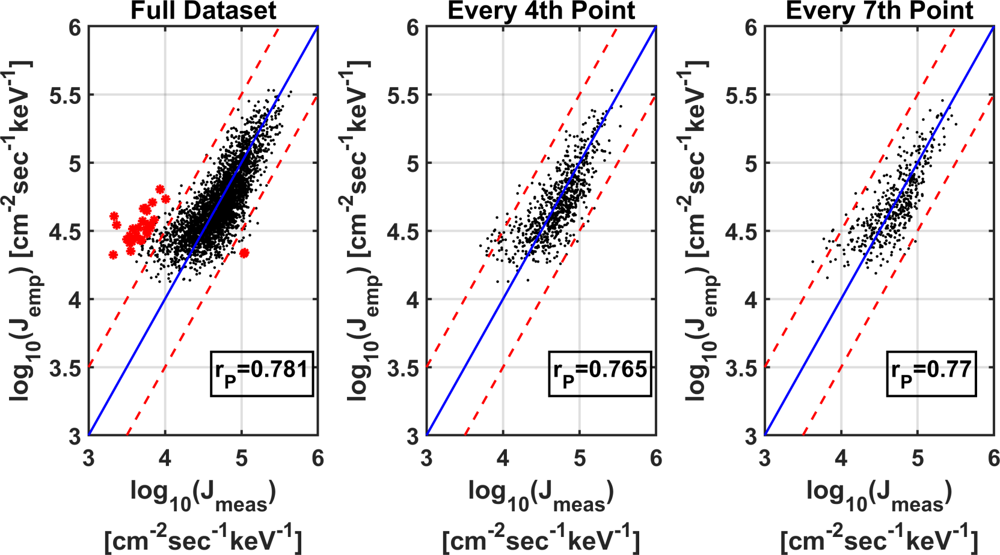 Full Dataset
6
5.5
5
4.5
4
3.5
3
3 4 5 6
log10(Jemp) [cm-2sec-1keV-1]
rP=0.781
log10(Jmeas)
[cm-2sec-1keV-1]
Every 4th Point
6
5.5
5
4.5
4
3.5
3
3 4 5 6
log10(Jemp) [cm-2sec-1keV-1]
rP=0.765
log10(Jmeas)
[cm-2sec-1keV-1]
Every 7th Point
6
5.5
5
4.5
4
3.5
3
3 4 5 6
log10(Jemp) [cm-2sec-1keV-1]
rP=0.77
log10(Jmeas)
[cm-2sec-1keV-1]